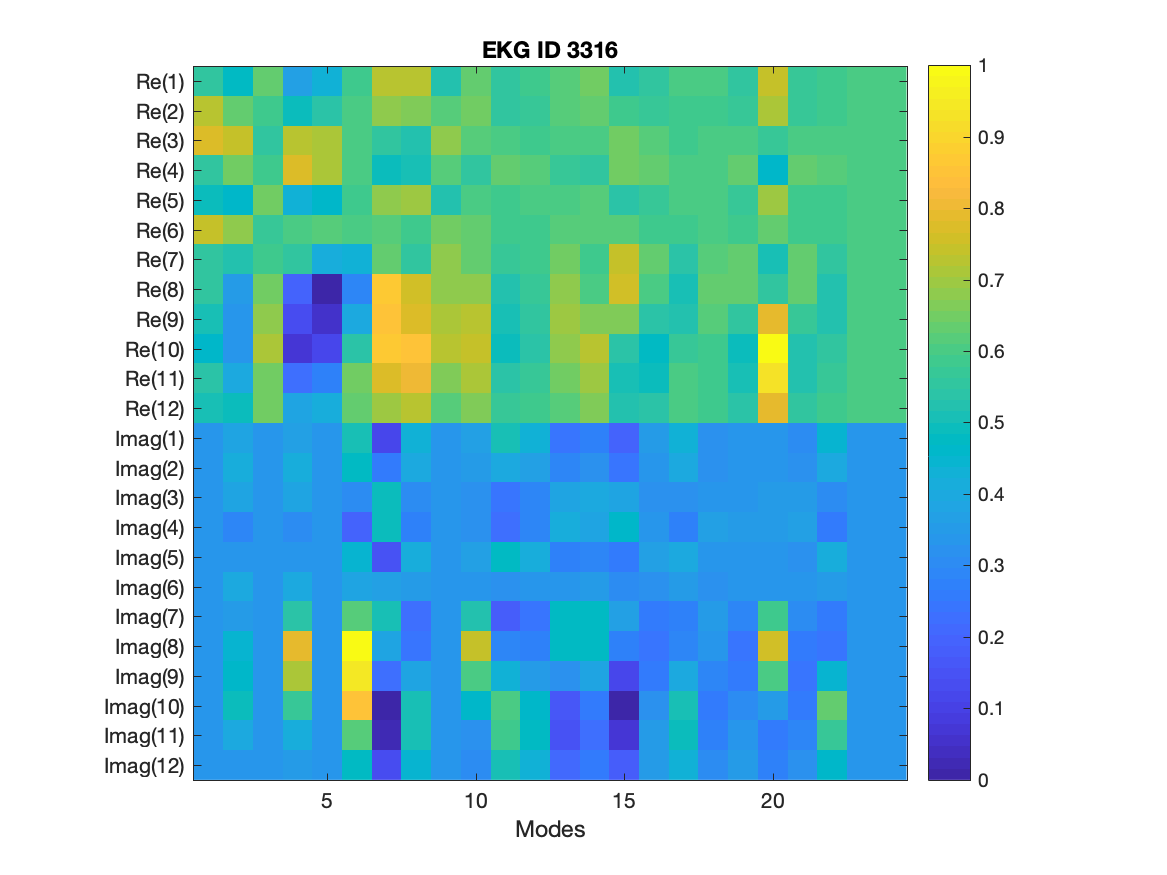 EKG ID 3316
Re(1)
Re(2)
Re(3)
Re(4)
Re(5)
Re(6)
Re(7)
Re(8)
Re(9)
Re(10)
Re(11)
Re(12)
Imag(1)
Imag(2)
Imag(3)
Imag(4)
Imag(5)
Imag(6)
Imag(7)
Imag(8)
Imag(9)
Imag(10)
Imag(11)
Imag(12)
5 10 15 20
Modes
1
0.9
0.8
0.7
0.6
0.5
0.4
0.3
0.2
0.1
0